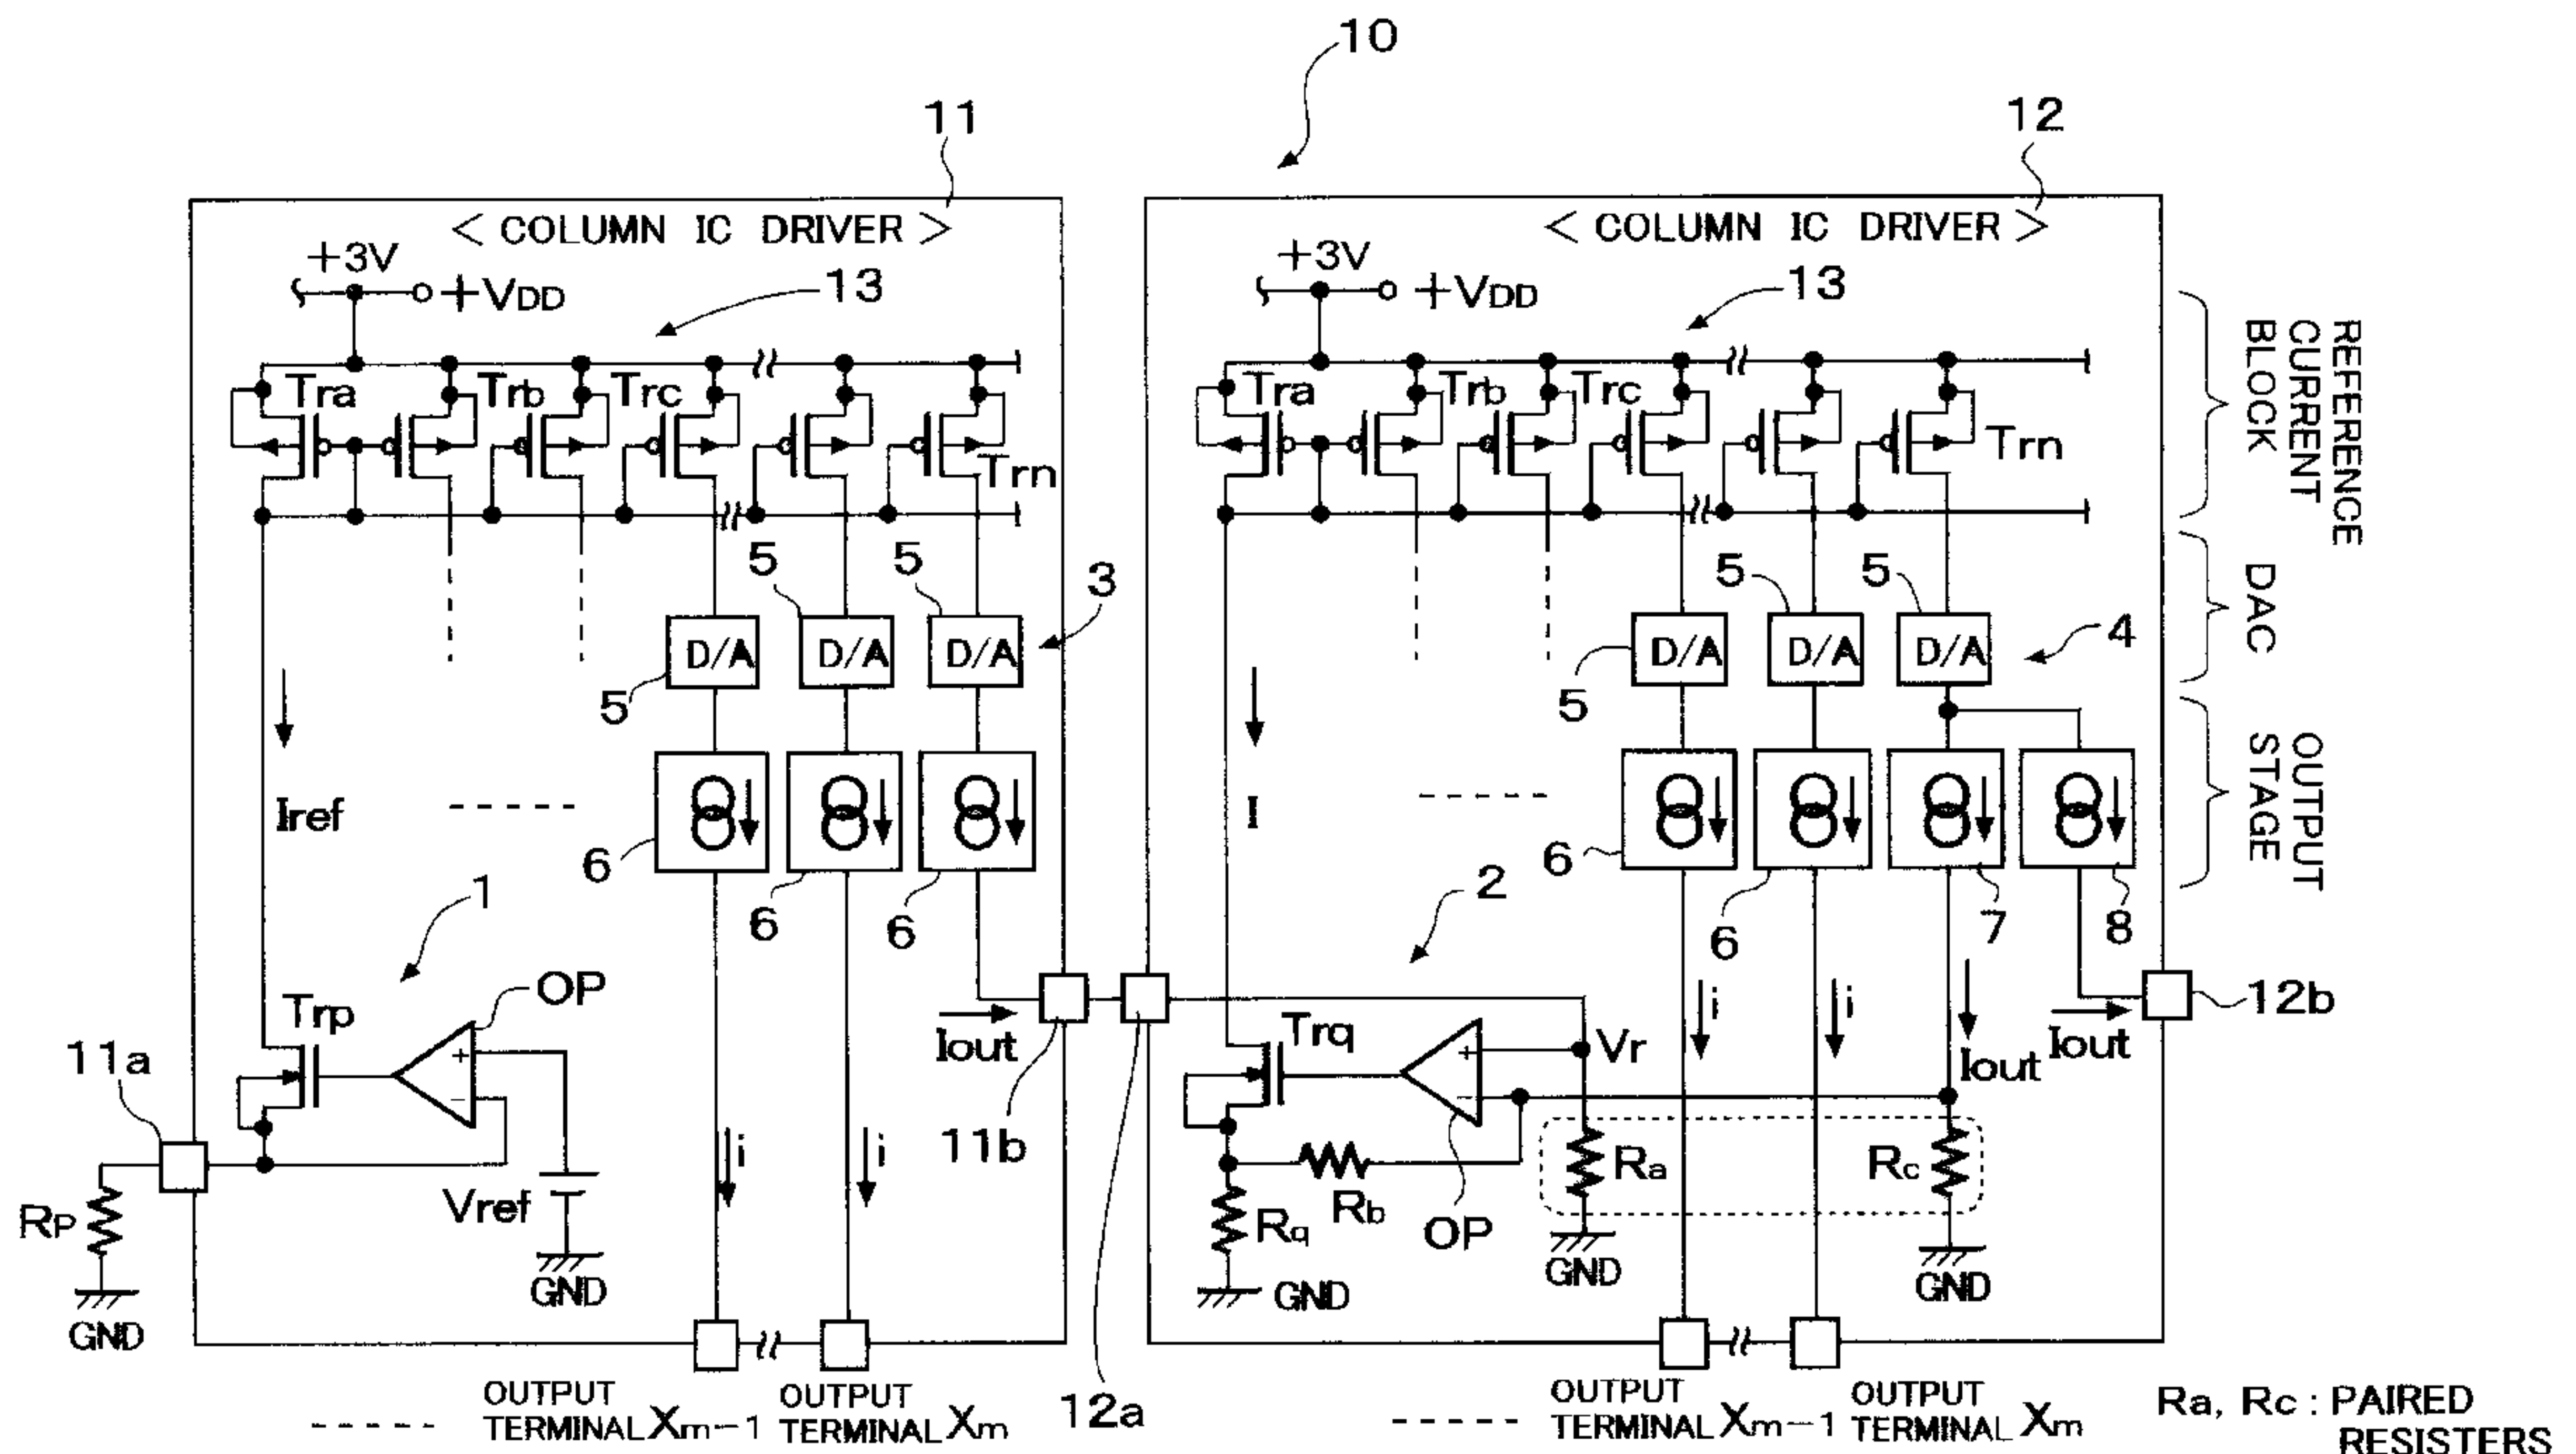 10
11
12
< COLUMN IC DRIVER >
< COLUMN IC DRIVER >
+3V
+VDD
13
+3V
+VDD
13
REFERENCE
CURRENT
BLOCK
Tra
Trb
Trc
Trn
Tra
Trb
Trc
Trn
5
5
3
5
5
DAC
D/A
D/A
D/A
D/A
D/A
D/A
4
5
5
OUTPUT
STAGE
Iref
I
6
6
6
6
6
7
8
1
2
Trp
OP
11a
Iout
11b
Trq
Vr
i
i
Iout
Iout
12b
+
−
+
−
i
i
RP
Vref
GND
GND
Rq
Rb
OP
Ra
Rc
GND
GND
GND
OUTPUT
TERMINAL Xm−1
OUTPUT
TERMINAL Xm
12a
OUTPUT
TERMINAL Xm−1
OUTPUT
TERMINAL Xm
Ra, Rc : PAIRED
RESISTERS